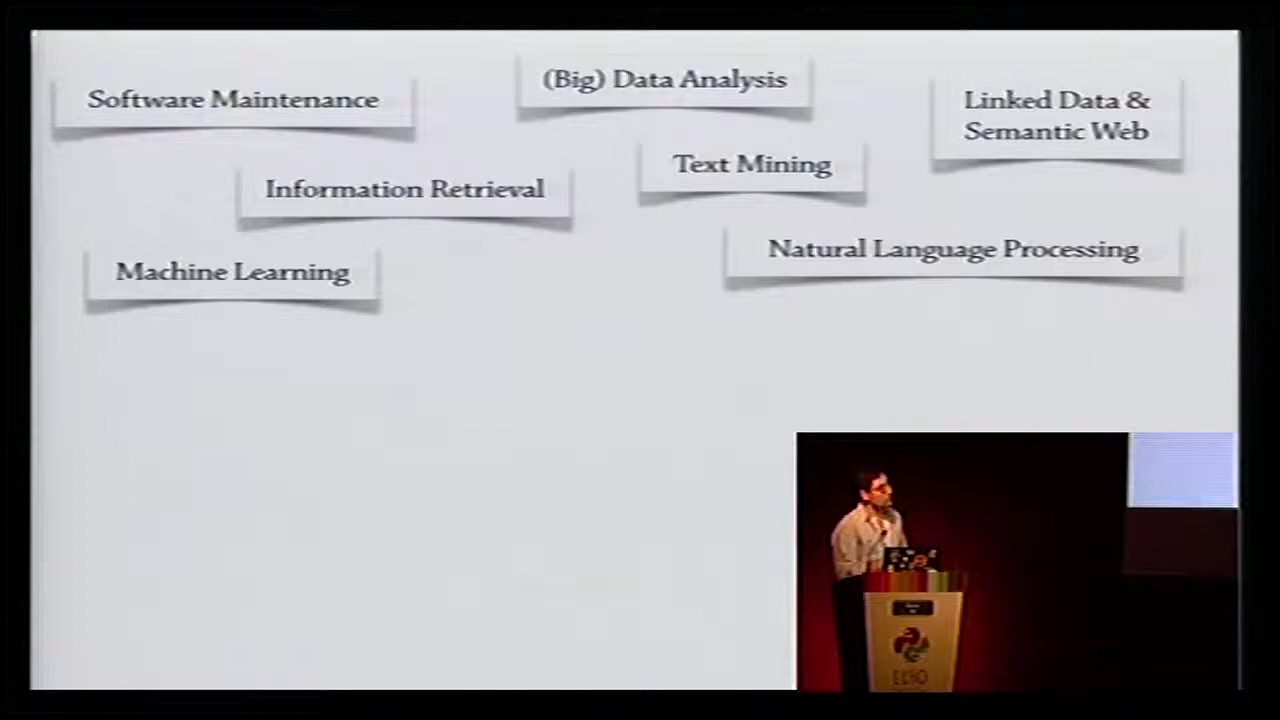 (Big) Data Analysis
Software Maintenance
Linked Data &
Semantic Web
Text Mining
Information Retrieval
Natural Language Processing
Machine Learning